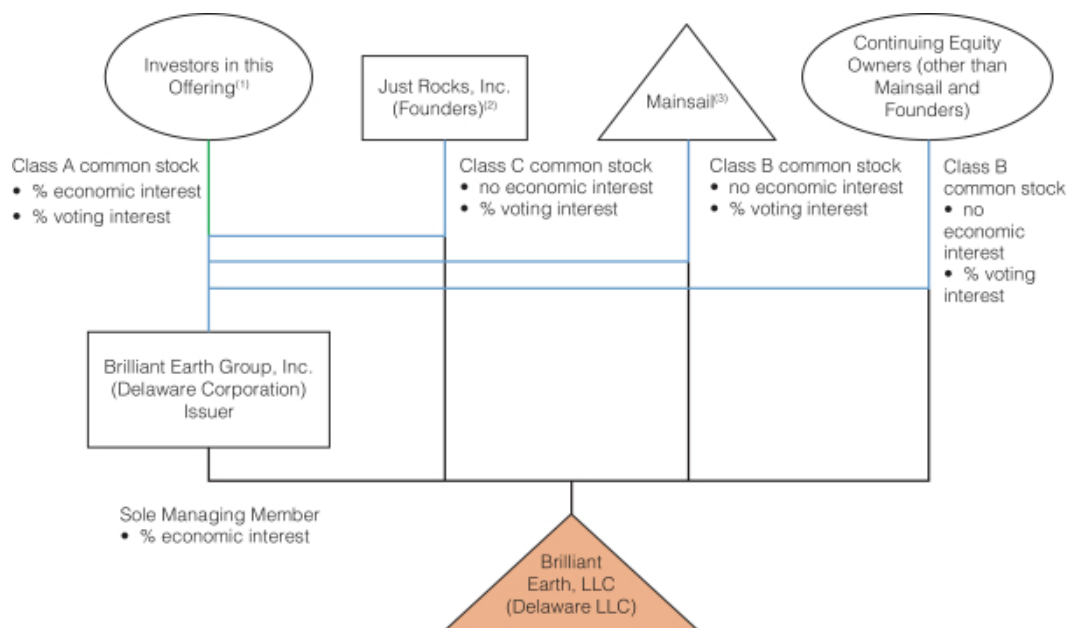 Investors in this
Offering(1)
Just Rocks, Inc.
(Founders)(2)
Mainsail(3)
Continuing Equity
Owners (other than
Mainsail and
Founders)
Class A common stock
• % economic interest
• % voting interest
Class C common stock
• no economic interest
• % voting interest
Class B common stock
• no economic interest
• % voting interest
Class B
common stock
• no
economic
interest
• % voting
interest
Brilliant Earth Group, Inc.
(Delaware Corporation)
Issuer
Sole Managing Member
• % economic interest
Brilliant
Earth, LLC
(Delaware LLC)